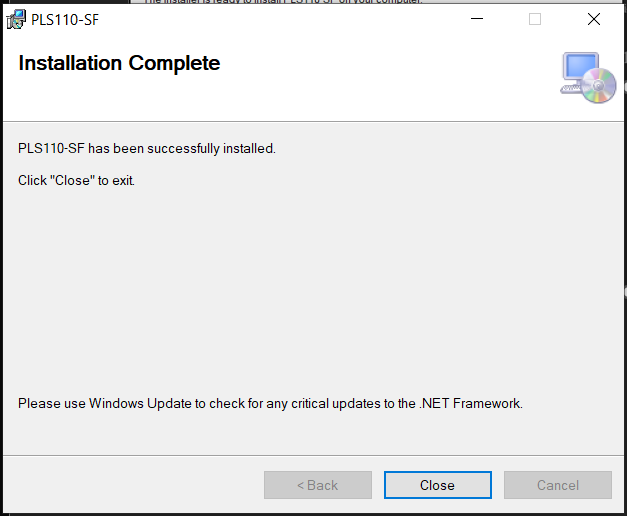 The installer is ready to install PLS110-SF on your computer.
PLS110-SF
Installation Complete
PLS110-SF has been successfully installed.
Click "Close" to exit.
Please use Windows Update to check for any critical updates to the .NET Framework.
< Back
Close
Cancel